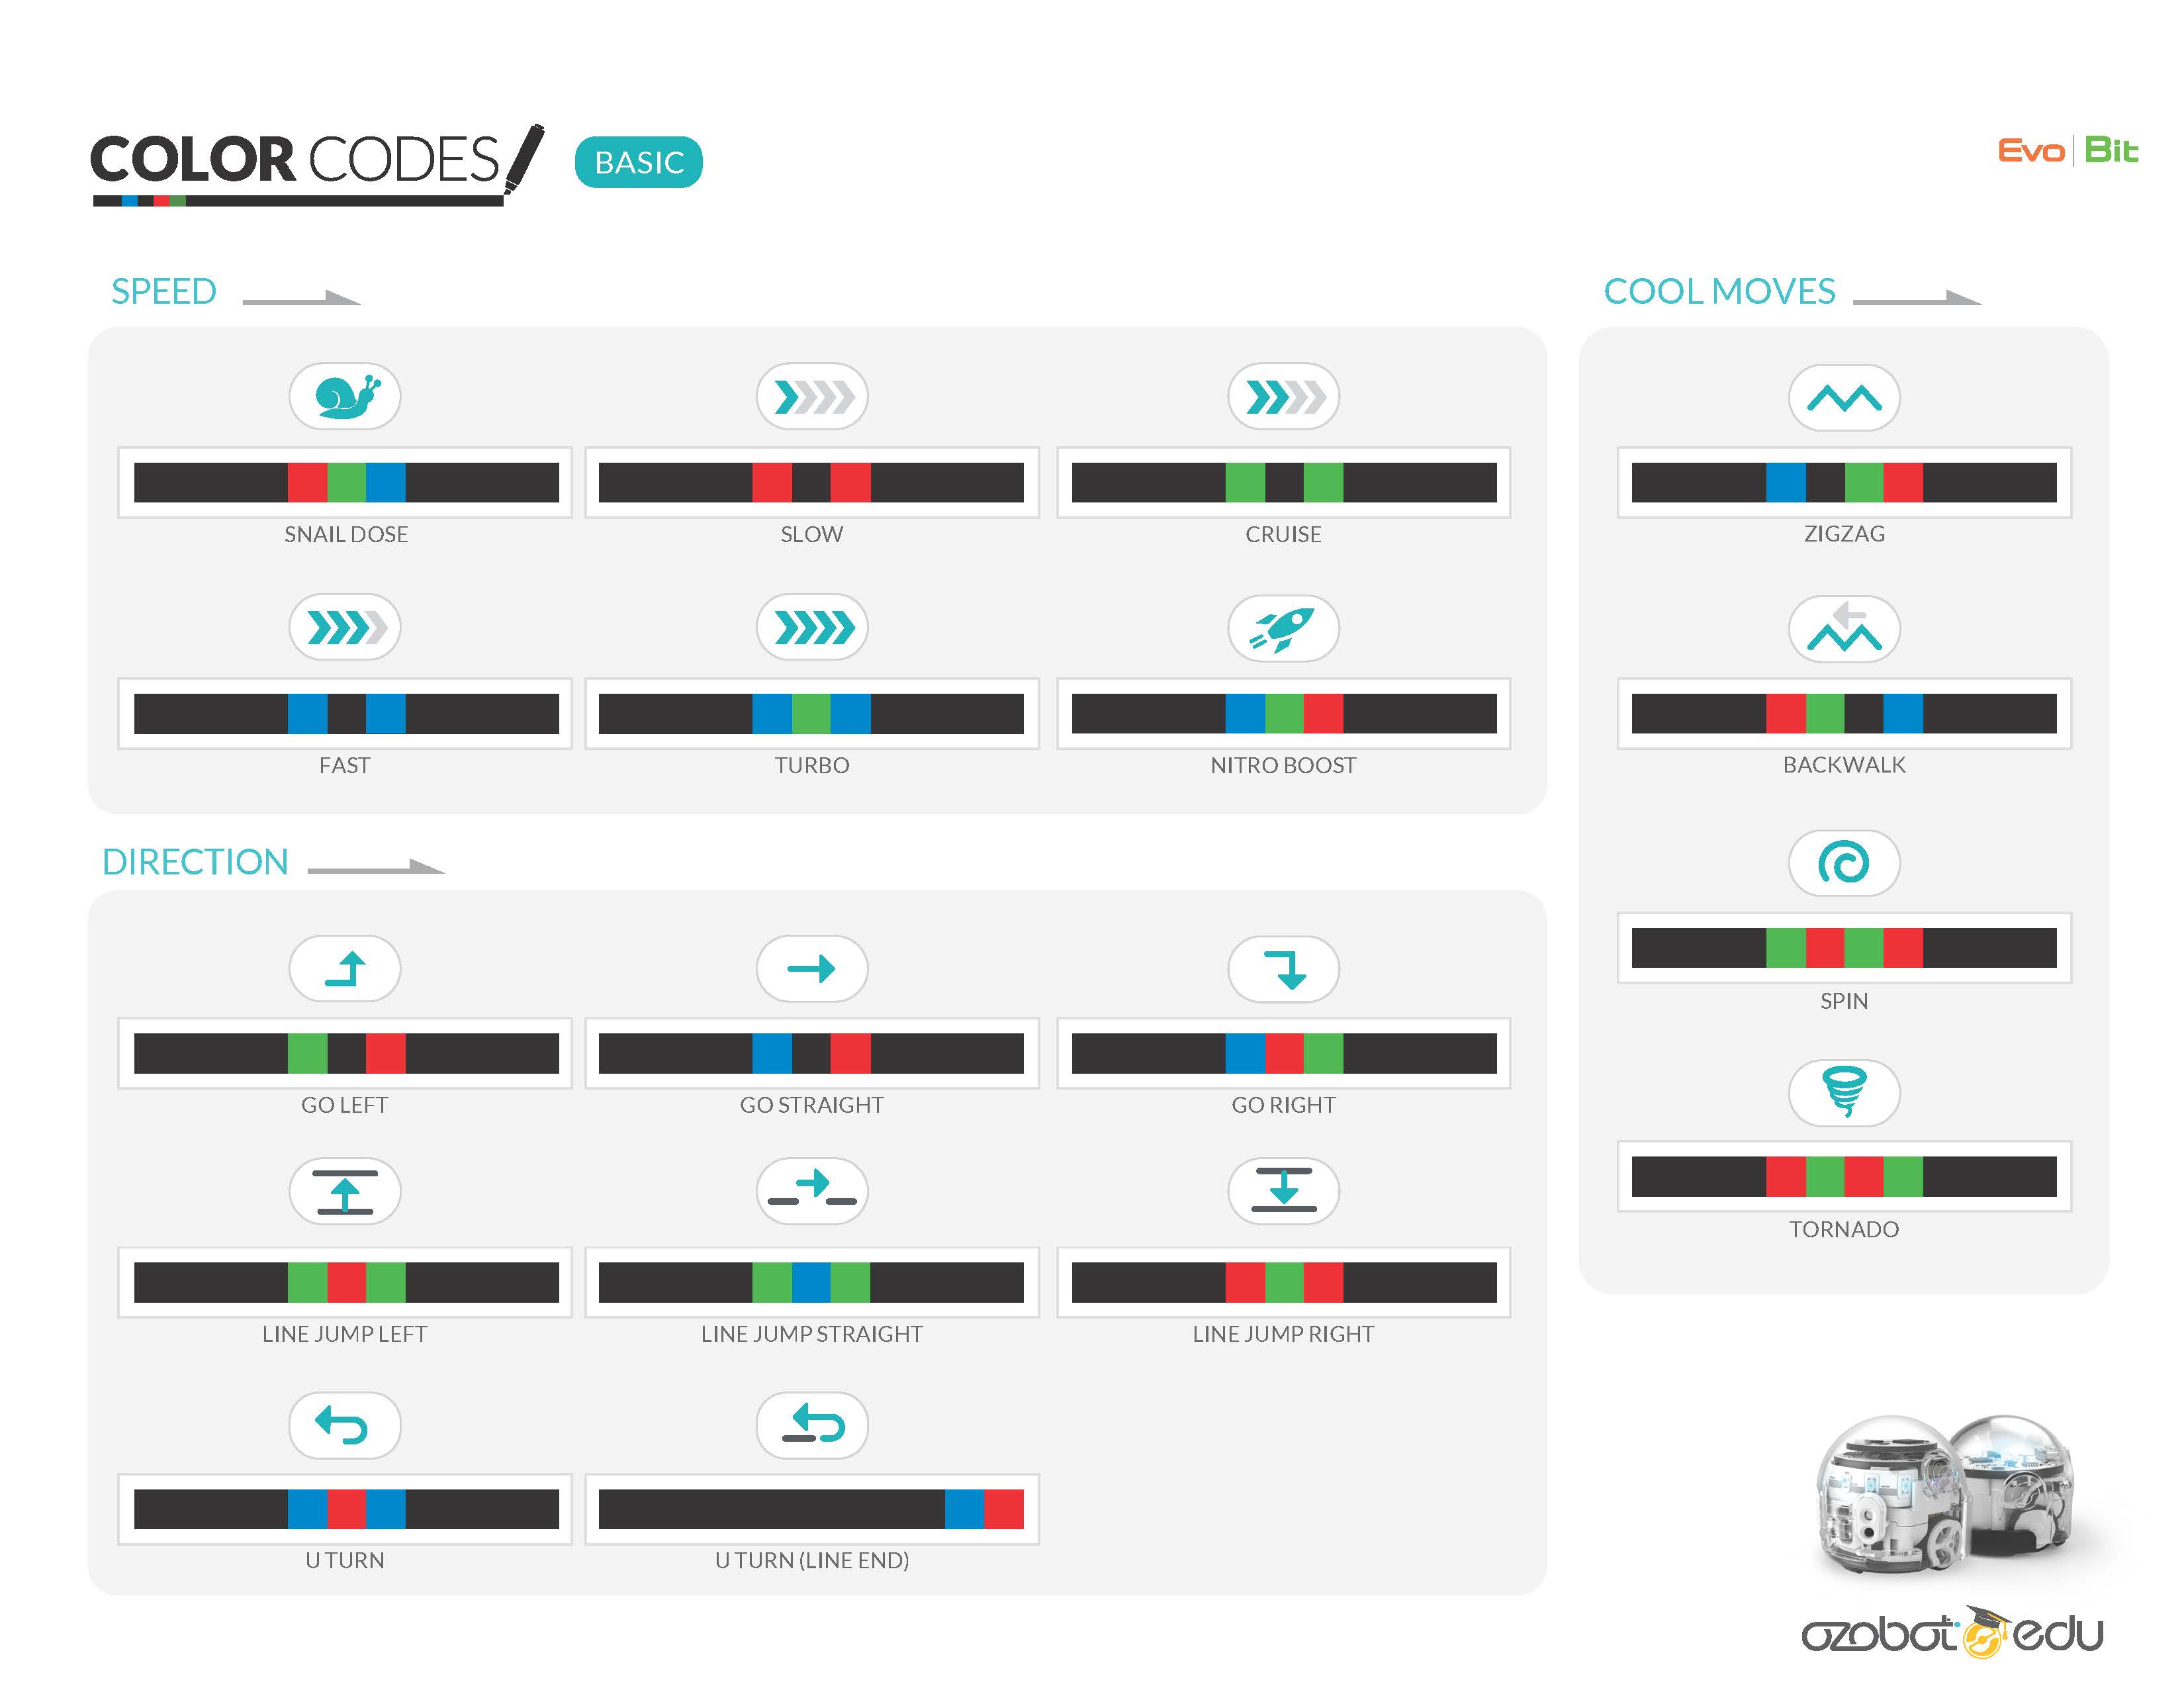 COLOR CODES BASIC
Evo | Bit
SPEED
SNAIL DOSE
SLOW
CRUISE
FAST
TURBO
NITRO BOOST
DIRECTION
GO LEFT
GO STRAIGHT
GO RIGHT
LINE JUMP LEFT
LINE JUMP STRAIGHT
LINE JUMP RIGHT
U TURN
U TURN (LINE END)
COOL MOVES
ZIGZAG
BACKWALK
SPIN
TORNADO
ozobot edu